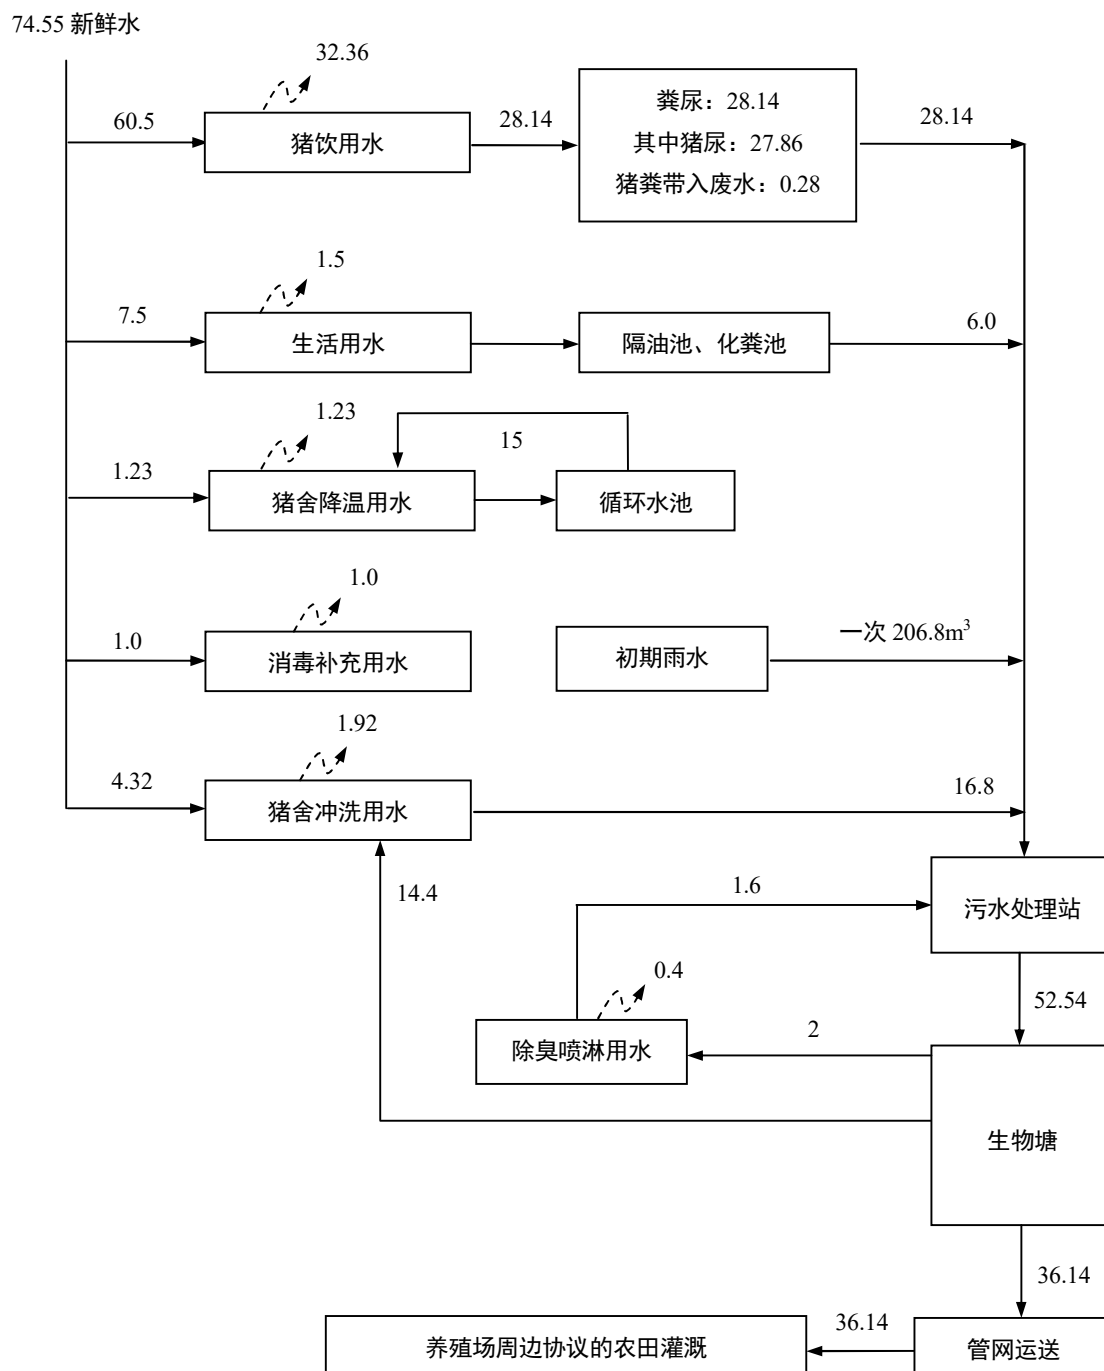 74.55 新鲜水
32.36
60.5
猪饮用水
28.14
粪尿：28.14
其中猪尿：27.86
猪粪带入废水：0.28
28.14
1.5
7.5
生活用水
隔油池、化粪池
6.0
1.23
1.23
猪舍降温用水
15
循环水池
1.0
1.0
消毒补充用水
初期雨水
一次 206.8m³
1.92
4.32
猪舍冲洗用水
16.8
14.4
1.6
污水处理站
0.4
52.54
除臭喷淋用水
2
生物塘
36.14
36.14
养殖场周边协议的农田灌溉
管网运送